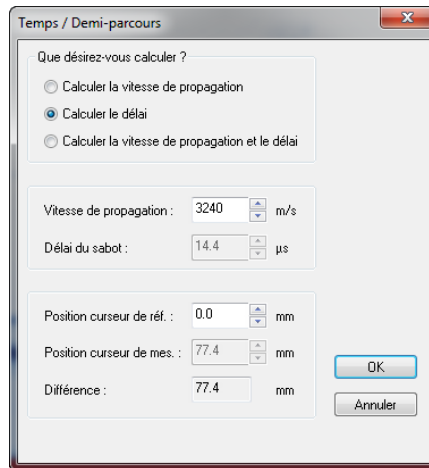 Temps / Demi-parcours
Que désirez-vous calculer ?
Calculer la vitesse de propagation
Calculer le délai
Calculer la vitesse de propagation et le délai
Vitesse de propagation : 3240 m/s
Délai du sabot : 14.4 µs
Position curseur de réf. : 0.0 mm
Position curseur de mes. : 77.4 mm
Différence : 77.4 mm
OK
Annuler